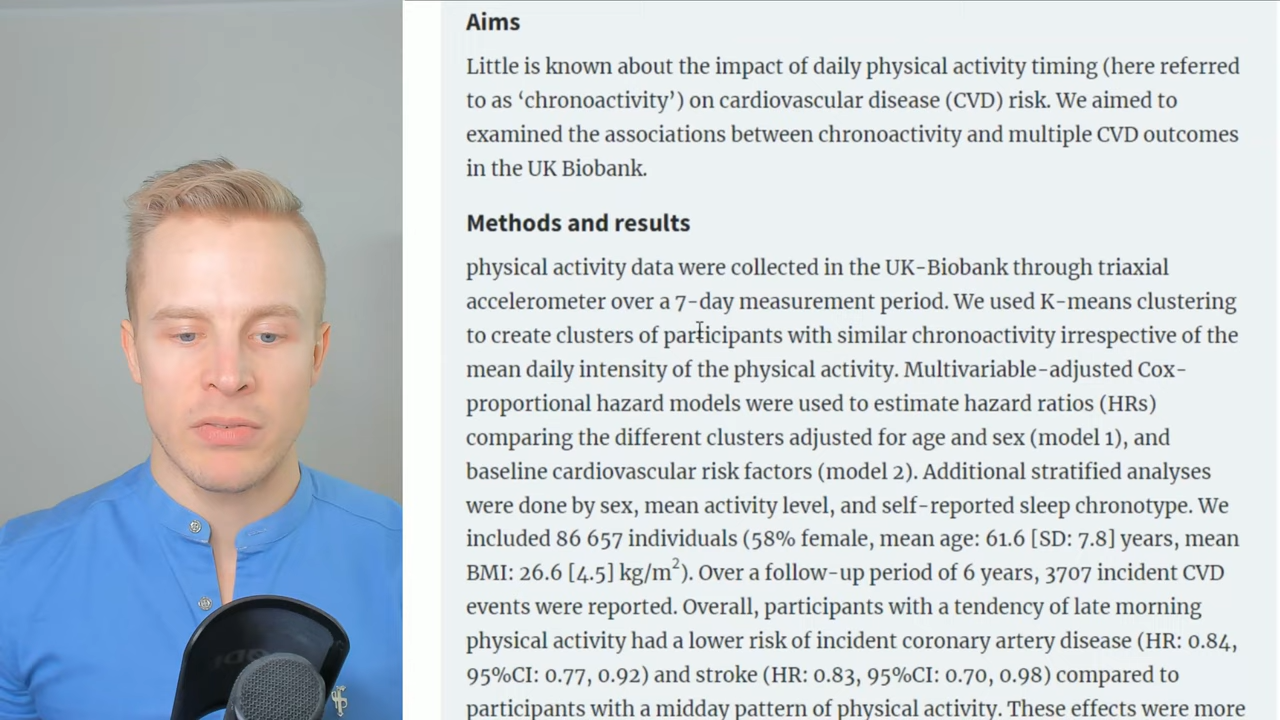 Aims
Little is known about the impact of daily physical activity timing (here referred
to as ‘chronoactivity’) on cardiovascular disease (CVD) risk. We aimed to
examined the associations between chronoactivity and multiple CVD outcomes
in the UK Biobank.
Methods and results
physical activity data were collected in the UK-Biobank through triaxial
accelerometer over a 7-day measurement period. We used K-means clustering
to create clusters of participants with similar chronoactivity irrespective of the
mean daily intensity of the physical activity. Multivariable-adjusted Cox-
proportional hazard models were used to estimate hazard ratios (HRs)
comparing the different clusters adjusted for age and sex (model 1), and
baseline cardiovascular risk factors (model 2). Additional stratified analyses
were done by sex, mean activity level, and self-reported sleep chronotype. We
included 86 657 individuals (58% female, mean age: 61.6 [SD: 7.8] years, mean
BMI: 26.6 [4.5] kg/m²). Over a follow-up period of 6 years, 3707 incident CVD
events were reported. Overall, participants with a tendency of late morning
physical activity had a lower risk of incident coronary artery disease (HR: 0.84,
95%CI: 0.77, 0.92) and stroke (HR: 0.83, 95%CI: 0.70, 0.98) compared to
participants with a midday pattern of physical activity. These effects were more